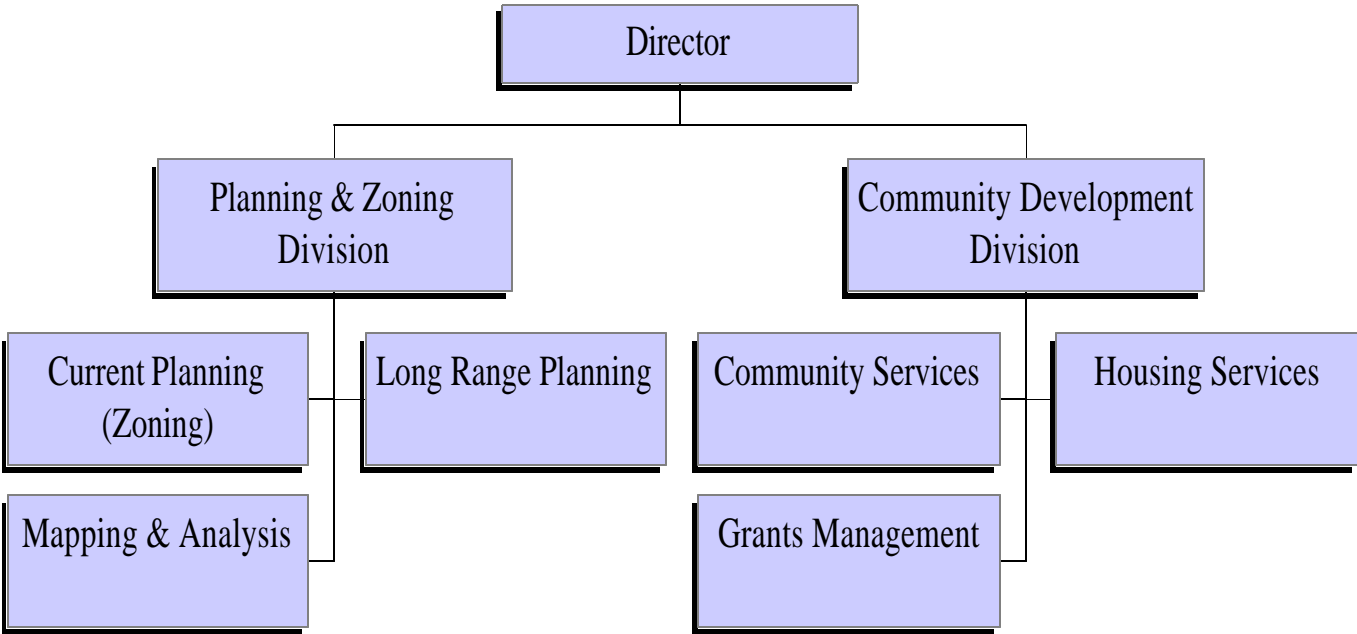 Director
Planning & Zoning
Division
Community Development
Division
Current Planning
(Zoning)
Long Range Planning
Community Services
Housing Services
Mapping & Analysis
Grants Management